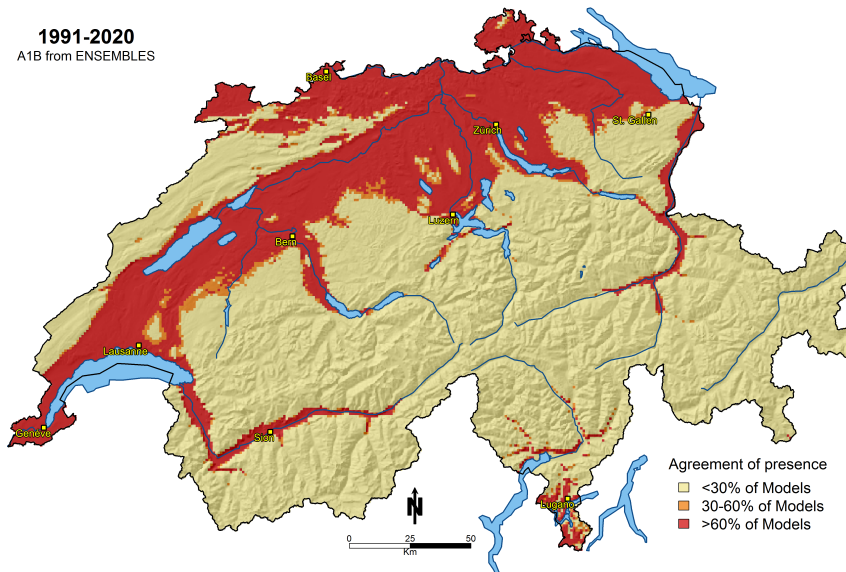 1991-2020
A1B from ENSEMBLES
Basel
Zürich
St. Gallen
Luzern
Bern
Lausanne
Genève
Sion
Lugano
N
Agreement of presence
<30% of Models
30-60% of Models
>60% of Models
0 25 50
Km